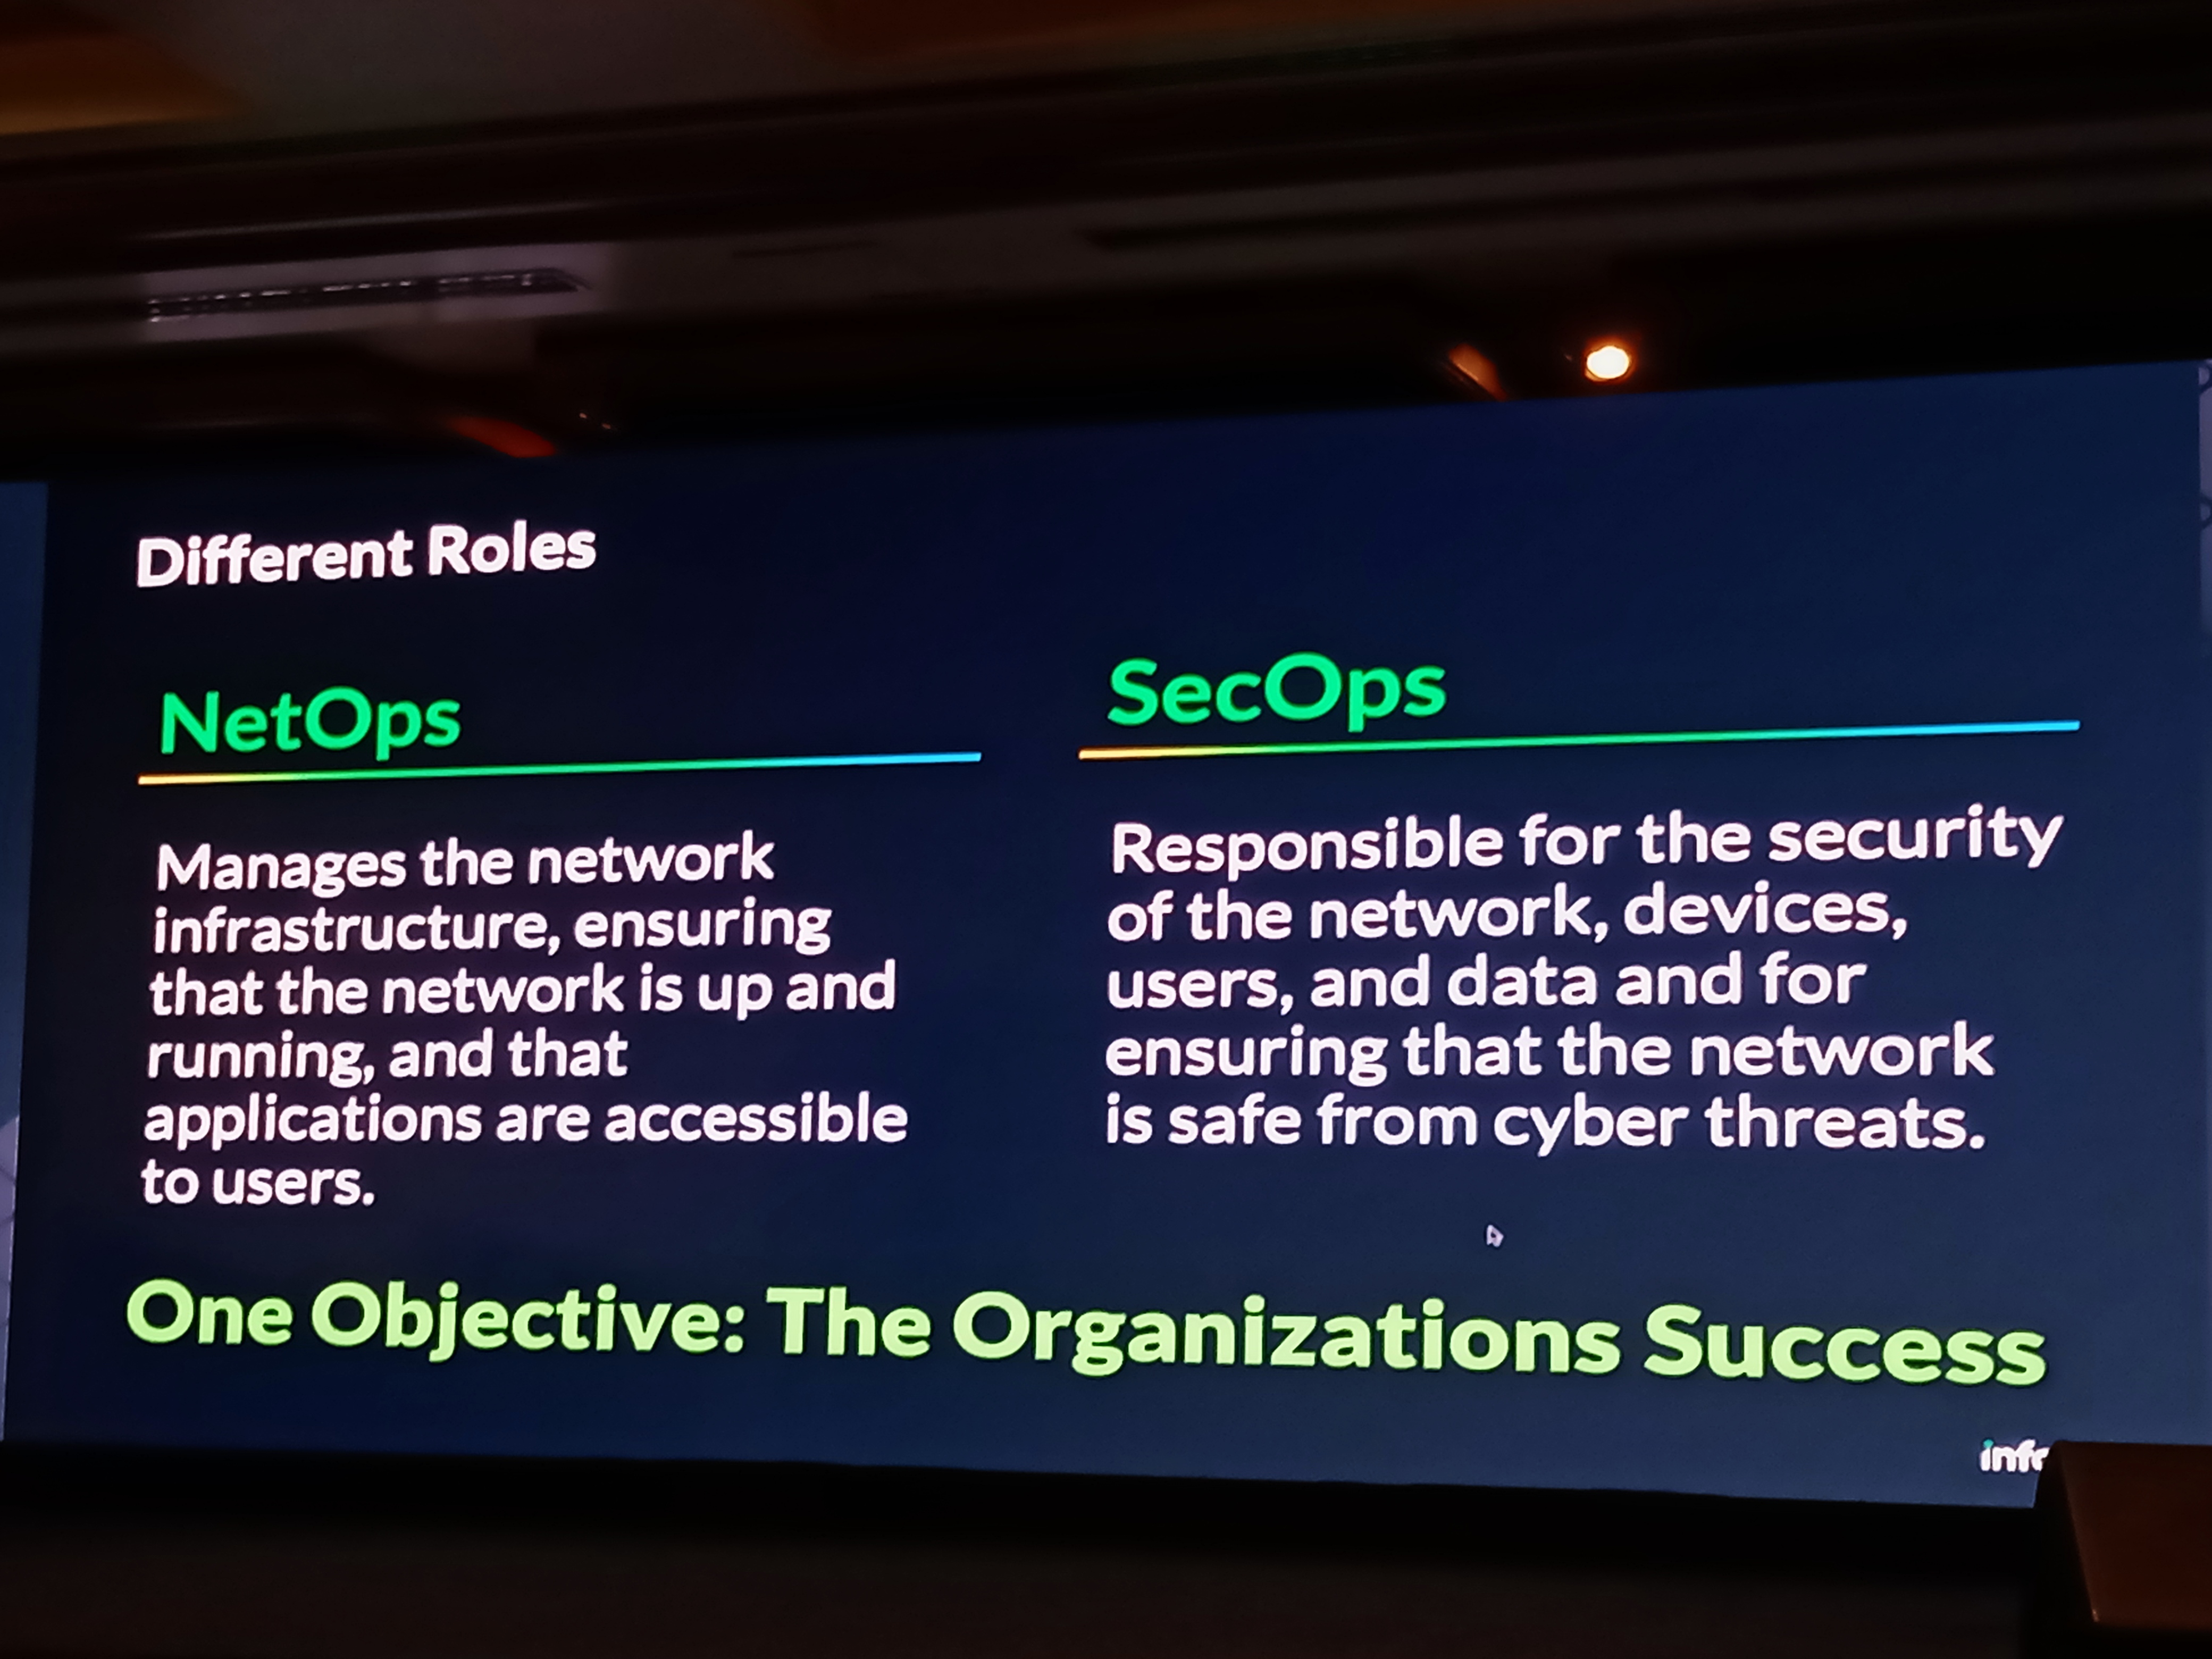 Different Roles
NetOps
Manages the network
infrastructure, ensuring
that the network is up and
running, and that
applications are accessible
to users.
SecOps
Responsible for the security
of the network, devices,
users, and data and for
ensuring that the network
is safe from cyber threats.
One Objective: The Organizations Success